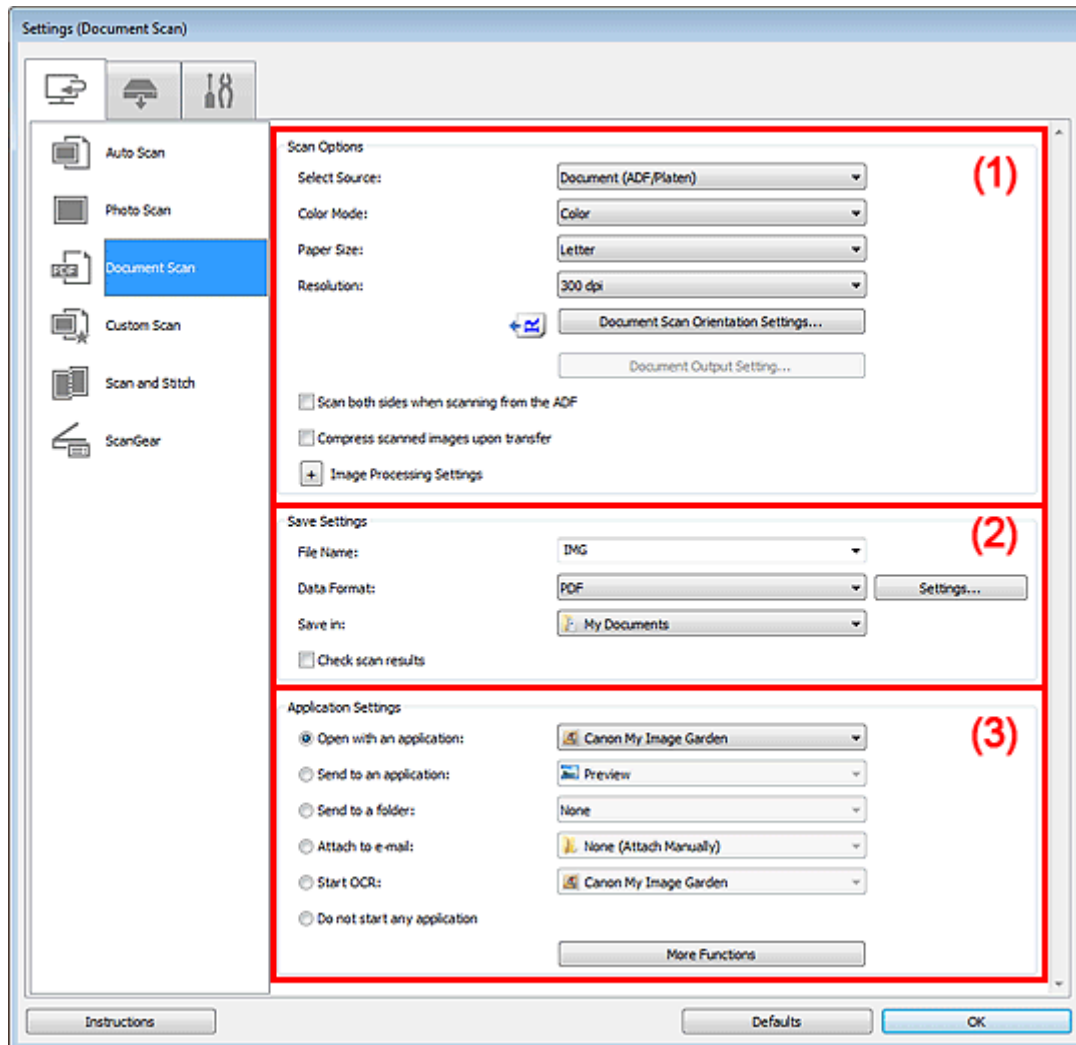 Settings (Document Scan)
Auto Scan
Photo Scan
PDF
Document Scan
Custom Scan
Scan and Stitch
ScanGear
Scan Options
(1)
Select Source: Document (ADF/Platen)
Color Mode: Color
Paper Size: Letter
Resolution: 300 dpi
R Document Scan Orientation Settings...
Document Output Setting...
Scan both sides when scanning from the ADF
Compress scanned images upon transfer
+ Image Processing Settings
Save Settings
(2)
File Name: IMG
Data Format: PDF Settings...
Save in: My Documents
Check scan results
Application Settings
(3)
Open with an application: Canon My Image Garden
Send to an application: Preview
Send to a folder: None
Attach to e-mail: None (Attach Manually)
Start OCR: Canon My Image Garden
Do not start any application
More Functions
Instructions Defaults OK